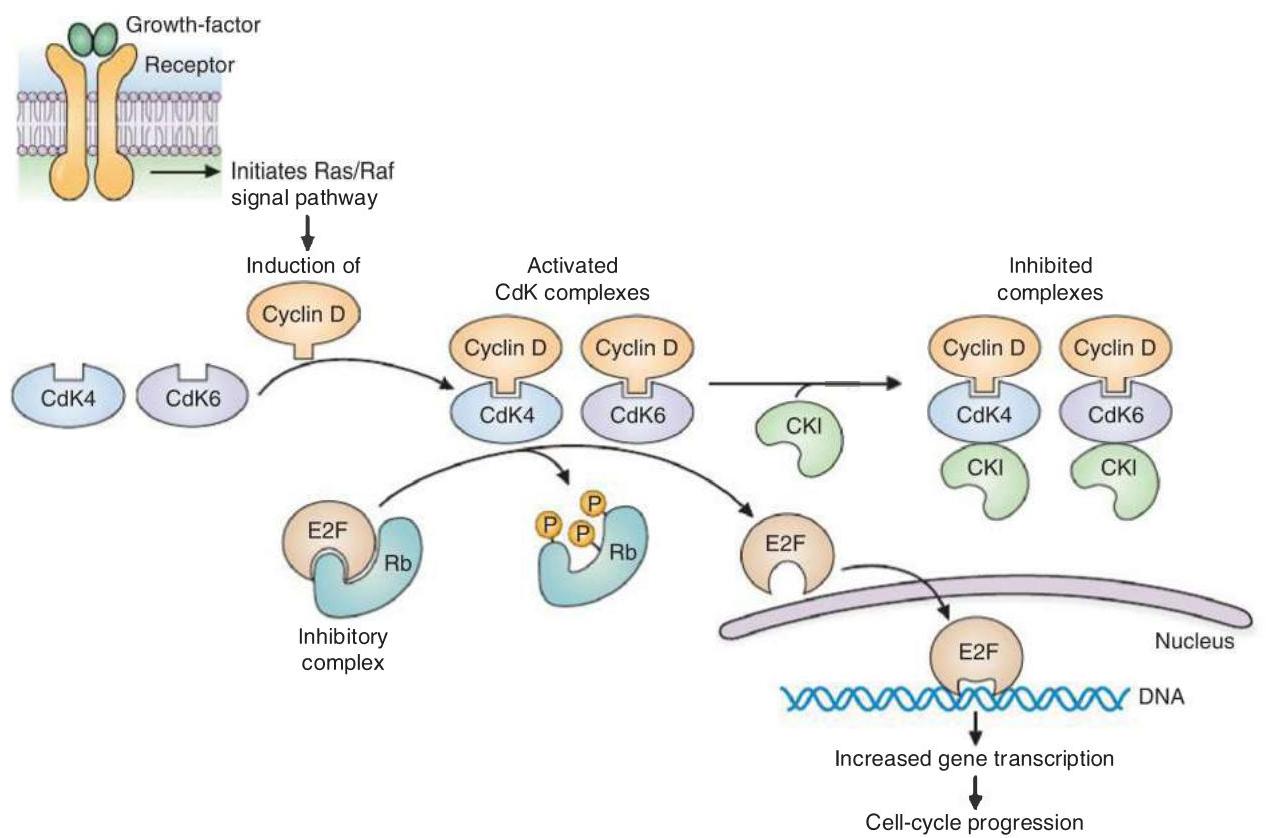 Growth-factor
Receptor
Initiates Ras/Raf
signal pathway
Induction of
Cyclin D
CdK4
CdK6
Activated
CdK complexes
Cyclin D
Cyclin D
CdK4
CdK6
CKI
Inhibited
complexes
Cyclin D
Cyclin D
CdK4
CdK6
CKI
CKI
E2F
Rb
Inhibitory
complex
P
P
P
Rb
E2F
Nucleus
E2F
DNA
Increased gene transcription
Cell-cycle progression